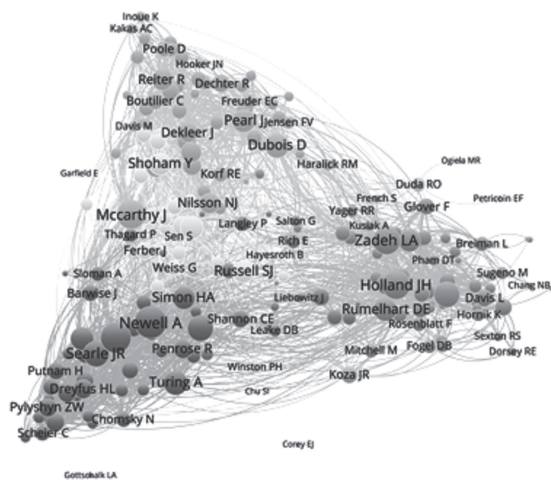 Inoue K
Kakas AC
Poole D
Hooker JN
Reiter R
Dechter R
Boutilier C
Freuder EC
Davis M
Dekleer J
Pearl J
Jensen FV
Dubois D
Shoham Y
Haralick RM
Ogiela MR
Garfield E
Korf RE
Duda RO
Nilsson NJ
French S
Petricoin EF
Mccarthy J
Yager RR
Glover F
Langley P
Salton G
Kusiak A
Thagard P
Sen S
Rich E
Zadeh LA
Breiman L
Ferber J
Hayesroth B
Pham DT
Sloman A
Weiss G
Russell SJ
Sugeno M
Barwise J
Simon HA
Liebowitz J
Holland JH
Davis L
Chang NB
Newell A
Shannon CE
Rumelhart DE
Hornik K
Leake DB
Rosenblatt F
Searle JR
Penrose R
Mitchell M
Fogel DB
Sexton RS
Dorsey RE
Putnam H
Winston PH
Koza JR
Dreyfus HL
Turing A
Chu SI
Pylyshyn ZW
Chomsky N
Scheier C
Corey EJ
Gottschalk LA